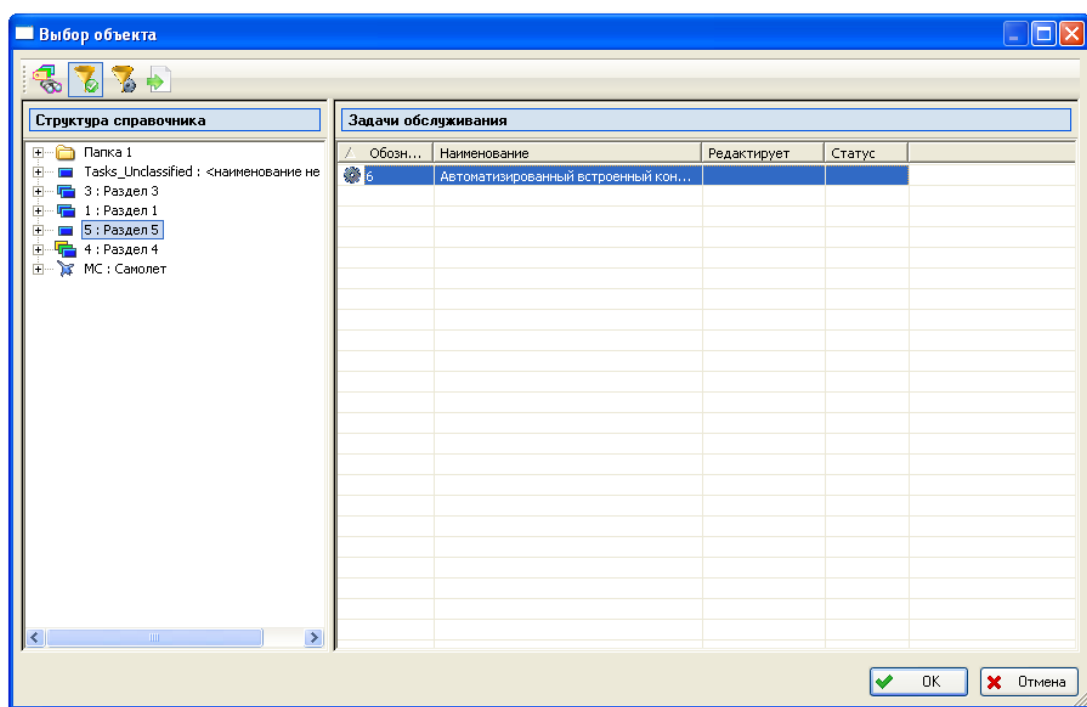 Выбор объекта
Структура справочника
Папка 1
Tasks_Unclassified : <наименование не
3 : Раздел 3
1 : Раздел 1
5 : Раздел 5
4 : Раздел 4
МС : Самолет
Задачи обслуживания
Обозн... Наименование Редактирует Статус
6 Автоматизированный встроенный кон...
OK Отмена